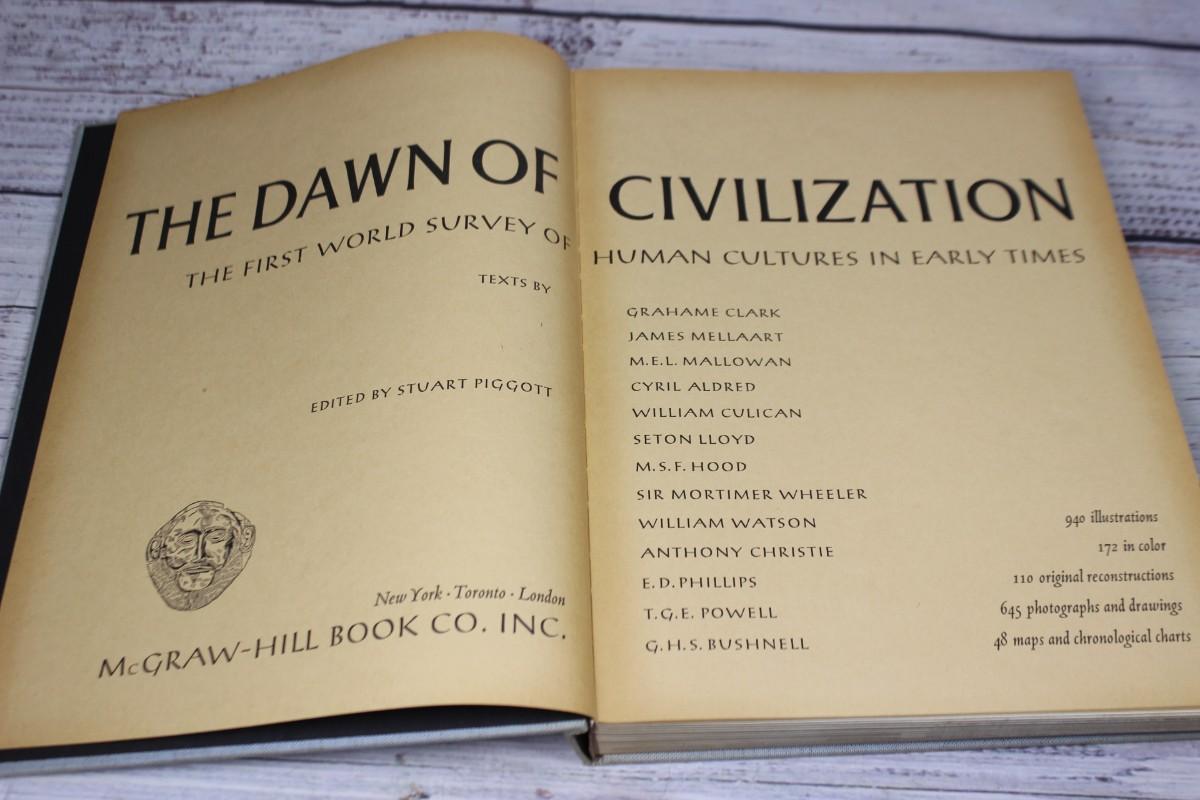 THE DAWN OF CIVILIZATION
THE FIRST WORLD SURVEY OF HUMAN CULTURES IN EARLY TIMES
TEXTS BY
GRAHAME CLARK
JAMES MELLAART
M.E.L. MALLOWAN
CYRIL ALDRED
WILLIAM CULICAN
SETON LLOYD
M.S.F. HOOD
SIR MORTIMER WHEELER
WILLIAM WATSON
ANTHONY CHRISTIE
E.D. PHILLIPS
T.G.E. POWELL
G.H.S. BUSHNELL
EDITED BY STUART PIGGOTT
940 illustrations
172 in color
110 original reconstructions
645 photographs and drawings
48 maps and chronological charts
New York · Toronto · London
McGRAW-HILL BOOK CO. INC.